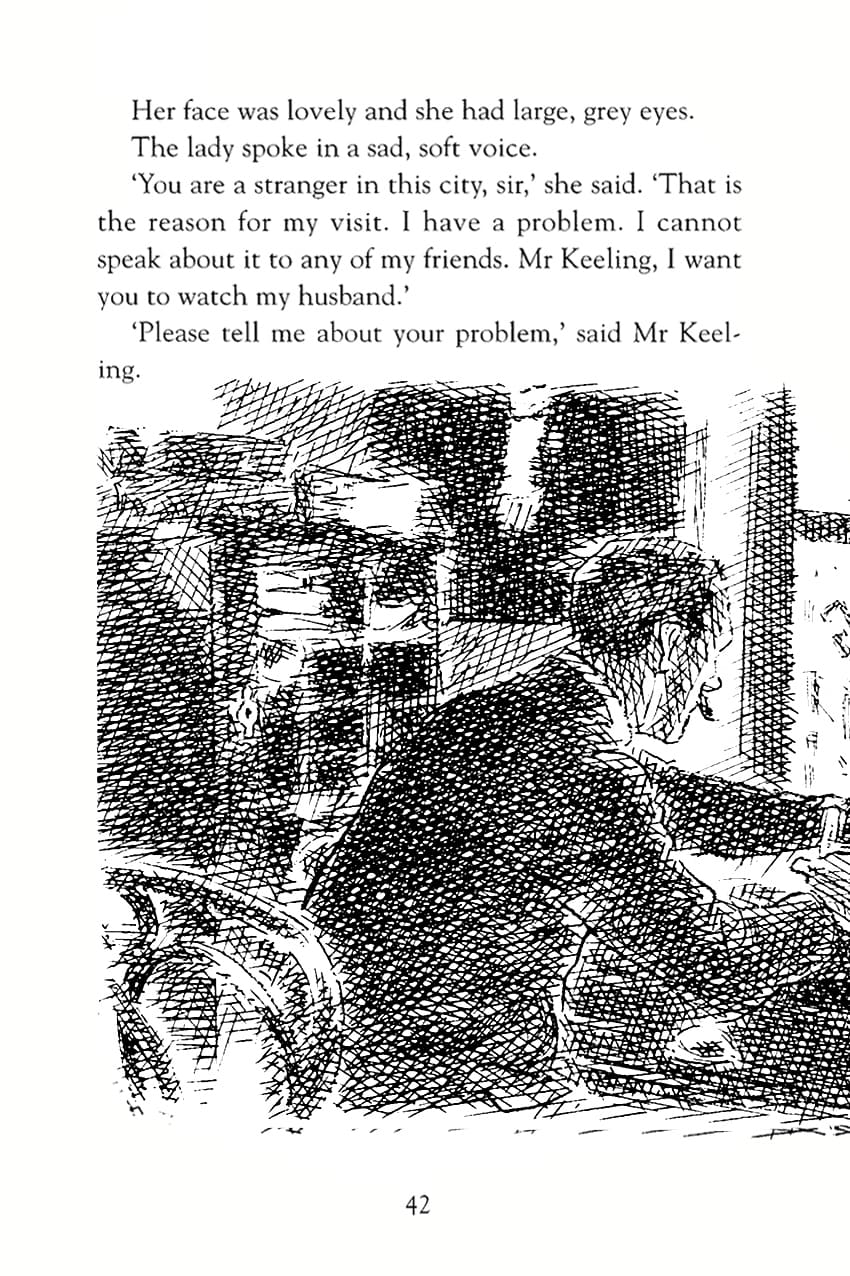 Her face was lovely and she had large, grey eyes.
The lady spoke in a sad, soft voice.
‘You are a stranger in this city, sir,’ she said. ‘That is
the reason for my visit. I have a problem. I cannot
speak about it to any of my friends. Mr Keeling, I want
you to watch my husband.’
‘Please tell me about your problem,’ said Mr Keel-
ing.
42